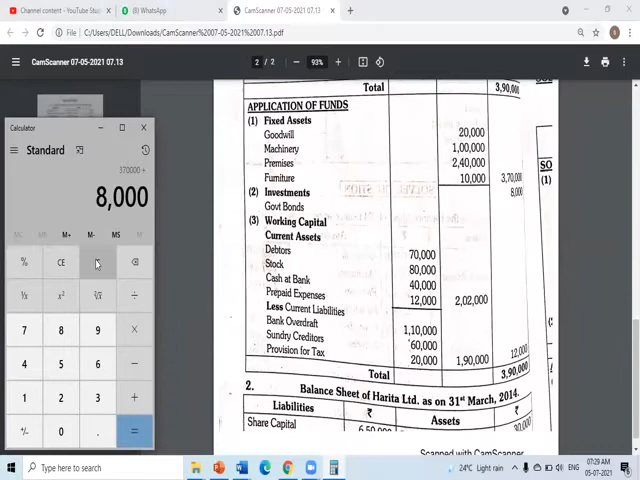 Channel content - YouTube Stu
(1) WhatsApp
CamScanner 07-05-2021 07.13
File | C:/Users/DELL/Downloads/CamScanner%2007-05-2021%2007.13.pdf
CamScanner 07-05-2021 07.13
2 / 2
93%
Total 3,90,000
APPLICATION OF FUNDS
(1) Fixed Assets
Goodwill 20,000
Machinery 1,00,000
Premises 2,40,000
Furniture 10,000 3,70,000
(2) Investments 8,000
Govt Bonds
(3) Working Capital
Current Assets
Debtors 70,000
Stock 80,000
Cash at Bank 40,000
Prepaid Expenses 12,000 2,02,000
Less Current Liabilities
Bank Overdraft 1,10,000
Sundry Creditors 60,000
Provision for Tax 20,000 1,90,000 12,000
Total 3,90,000
2. Balance Sheet of Harita Ltd. as on 31st March, 2014.
Liabilities ₹ Assets ₹
Share Capital 6,50,000 30,000
Scanned with CamScanner
SO
(1)
Calculator
Standard
370000 +
8,000
MC MR M+ M- MS M
% CE
1/x x² ²√x ÷
7 8 9 ×
4 5 6 −
1 2 3 +
+/- 0 . =
Type here to search
24°C Light rain
ENG
07:29 AM
05-07-2021